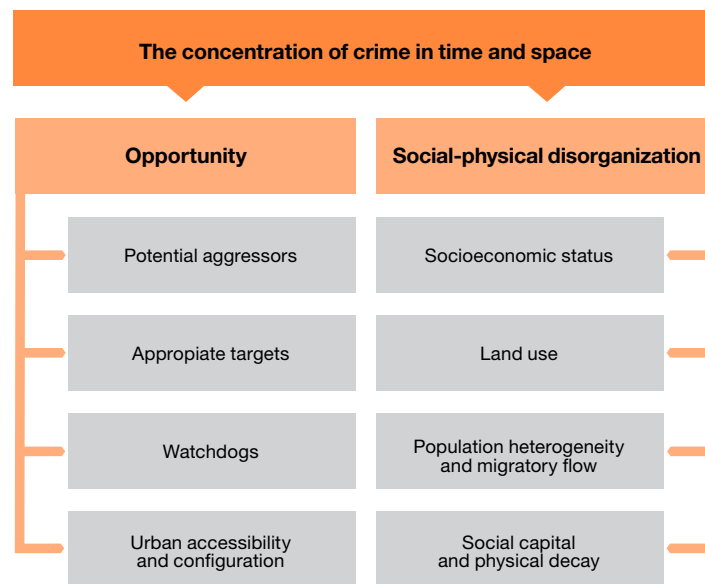 The concentration of crime in time and space
Opportunity
Social-physical disorganization
Potential aggressors
Socioeconomic status
Appropiate targets
Land use
Watchdogs
Population heterogeneity
and migratory flow
Urban accessibility
and configuration
Social capital
and physical decay